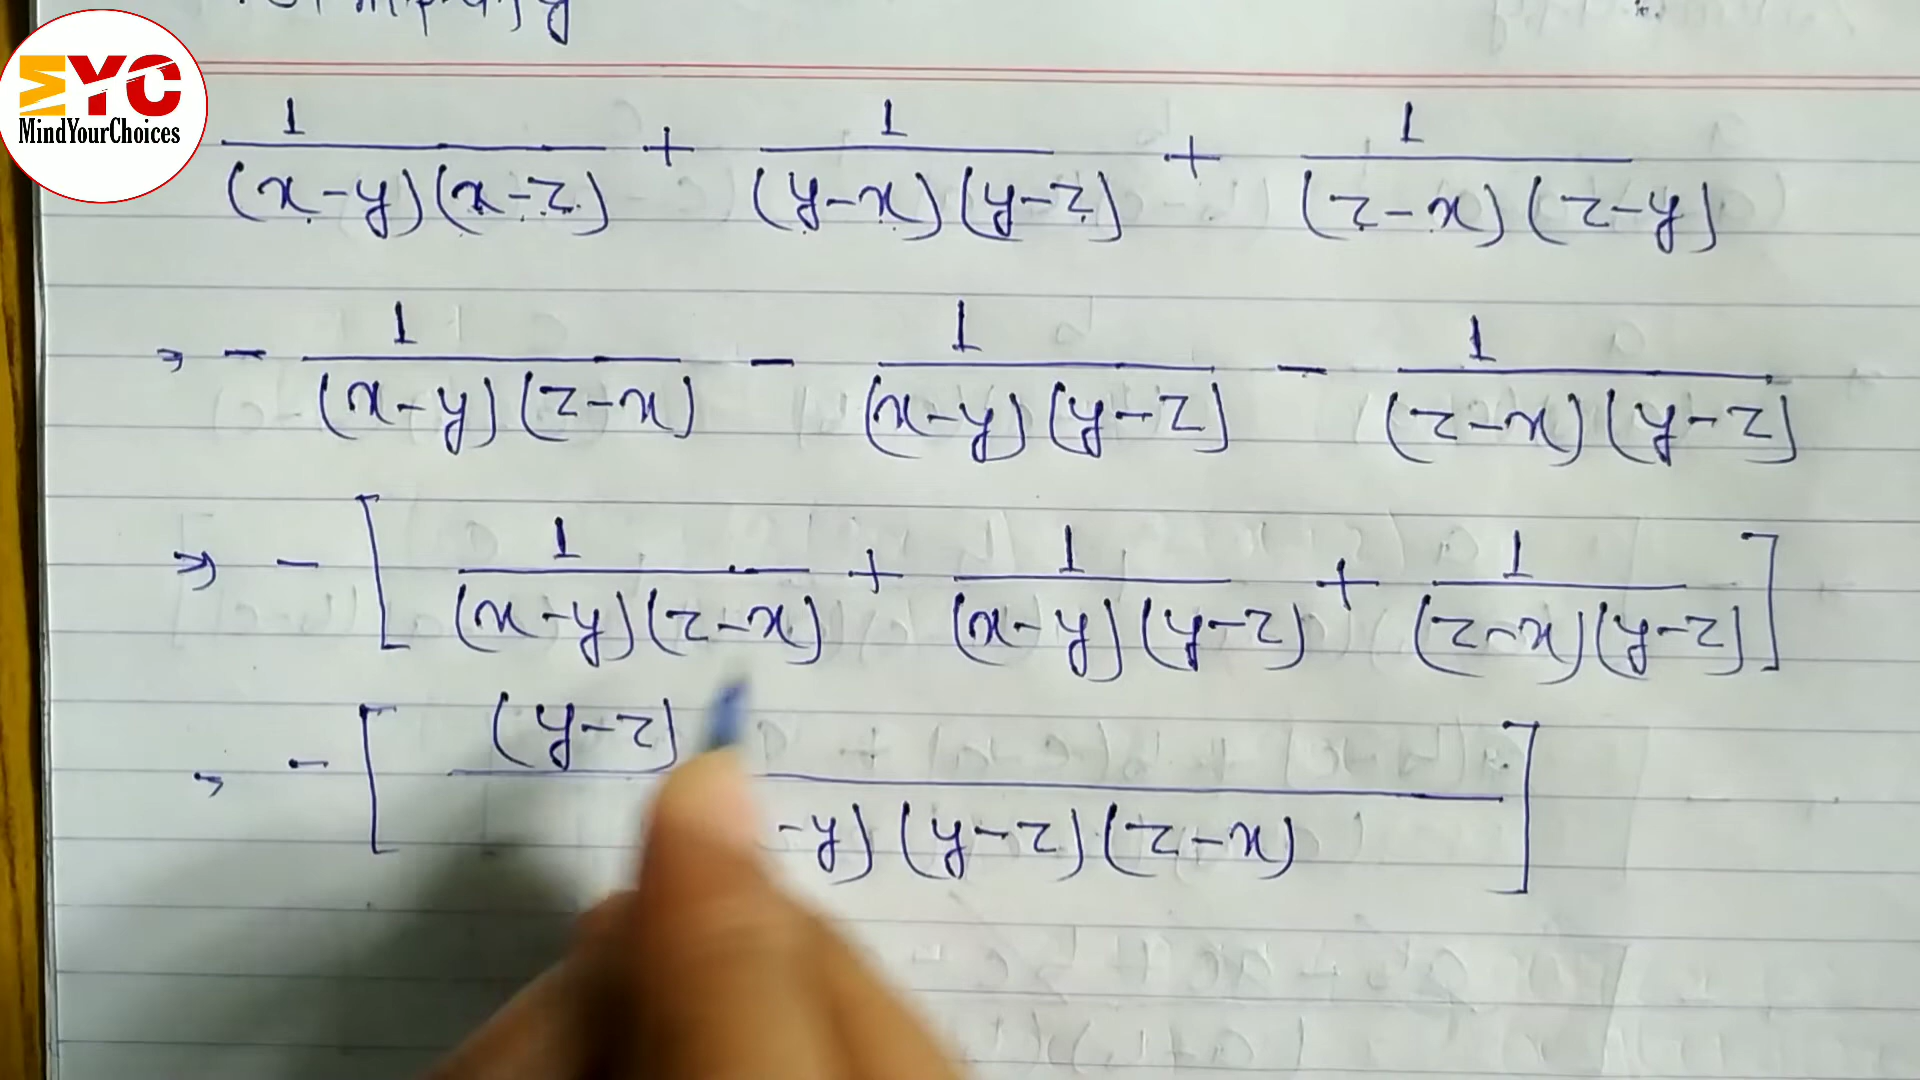 MYC
MindYourChoices
1/(x-y)(x-z) + 1/(y-x)(y-z) + 1/(z-x)(z-y)
⇒ - 1/(x-y)(z-x) - 1/(x-y)(y-z) - 1/(z-x)(y-z)
⇒ - [ 1/(x-y)(z-x) + 1/(x-y)(y-z) + 1/(z-x)(y-z) ]
⇒ - [ (y-z) / -y)(y-z)(z-x) ]